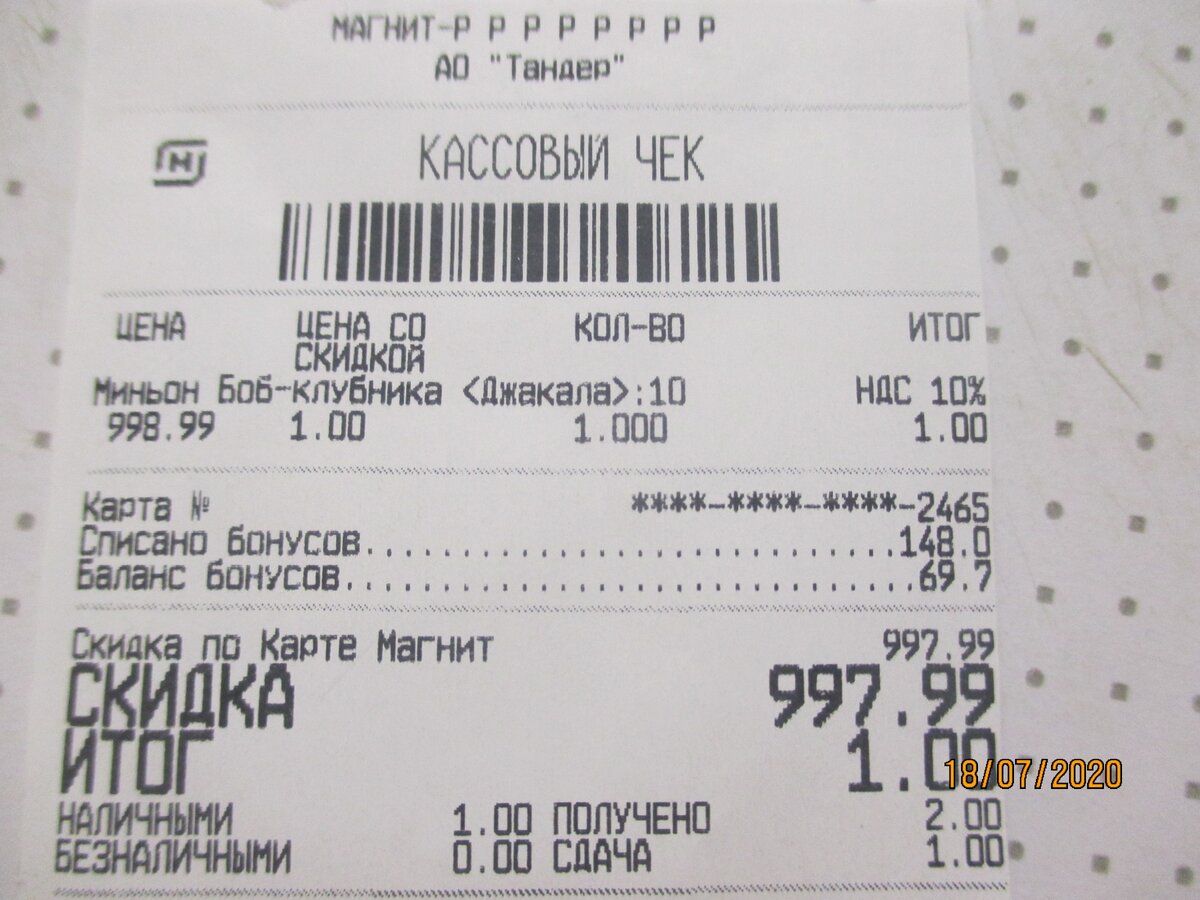 МАГНИТ-Р Р Р Р Р Р Р Р
АО "Тандер"
КАССОВЫЙ ЧЕК
ЦЕНА ЦЕНА СО СКИДКОЙ КОЛ-ВО ИТОГ
Миньон Боб-клубника <Джакала>:10 НДС 10%
998.99 1.00 1.000 1.00
Карта № ****-****-****-2465
Списано бонусов..............................148.0
Баланс бонусов................................69.7
Скидка по Карте Магнит 997.99
СКИДКА 997.99
ИТОГ 1.00
18/07/2020
НАЛИЧНЫМИ 1.00 ПОЛУЧЕНО 2.00
БЕЗНАЛИЧНЫМИ 0.00 СДАЧА 1.00